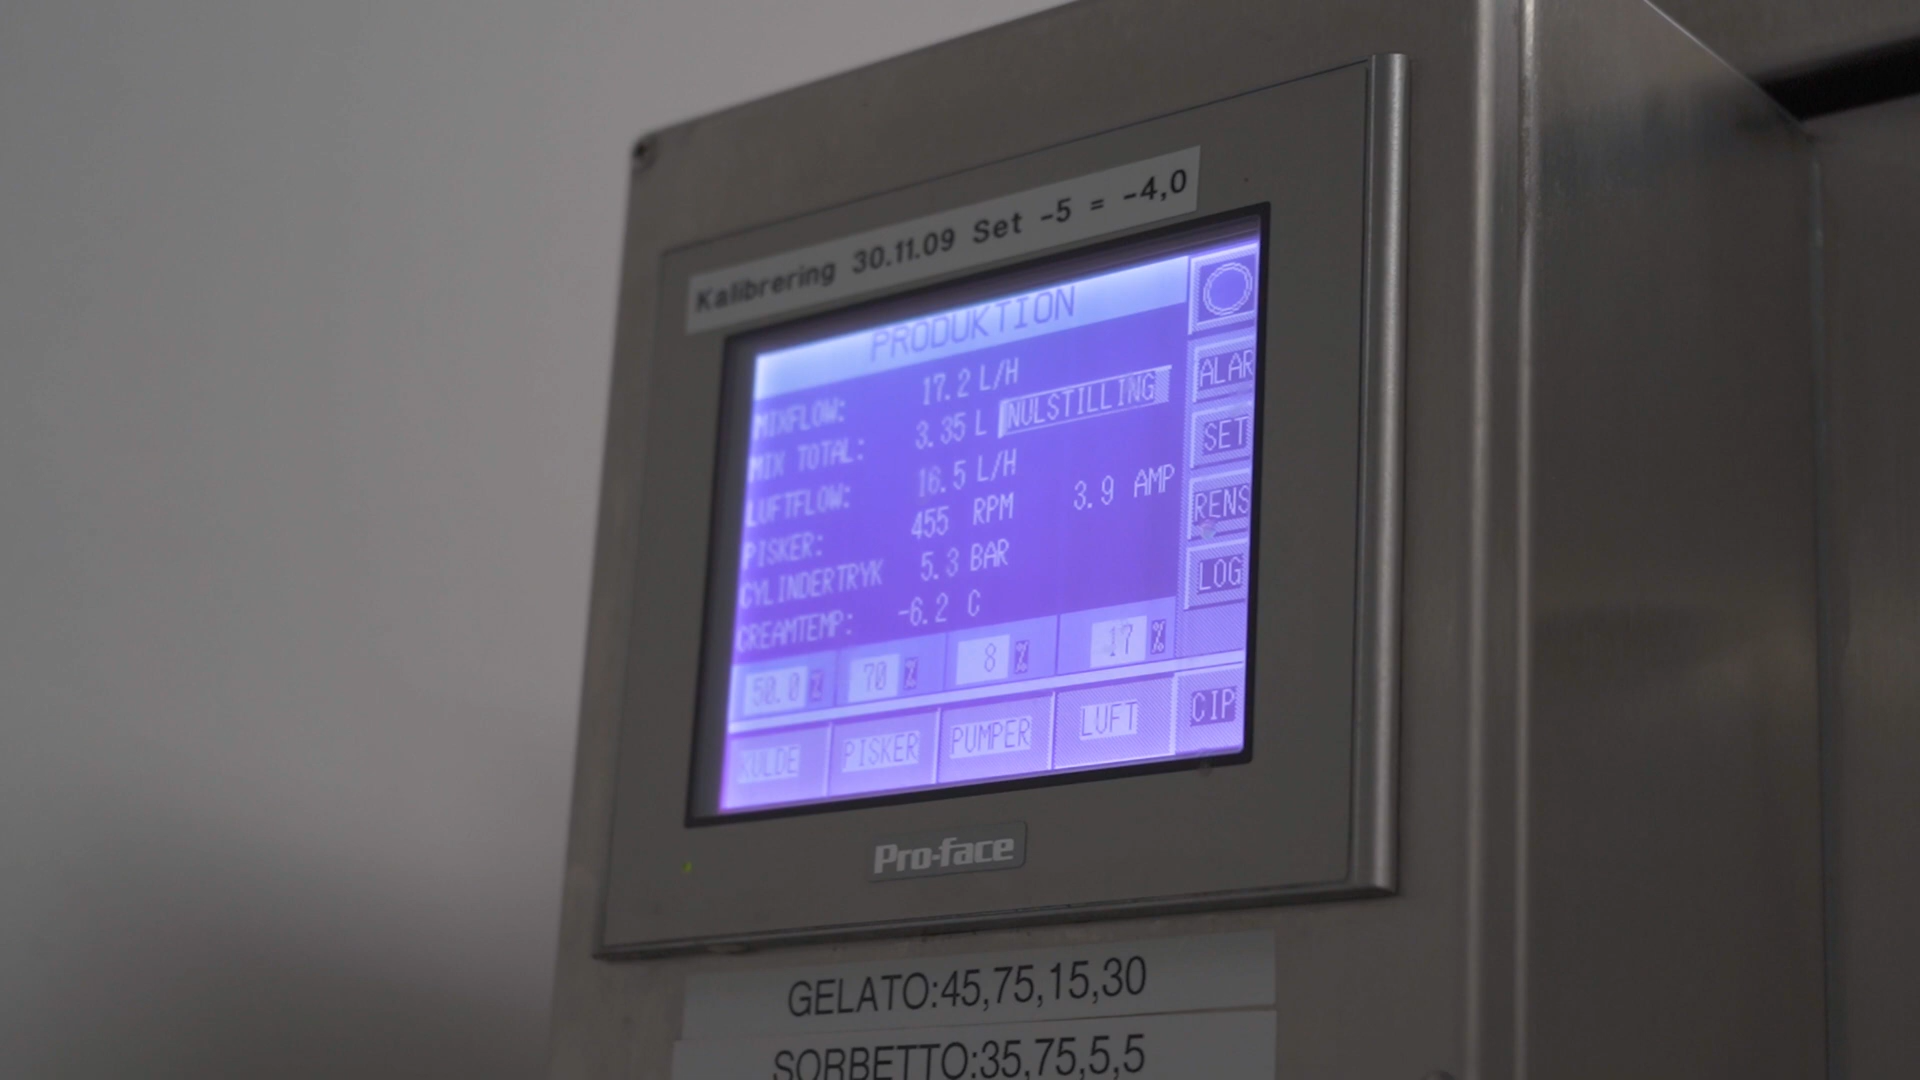 Kalibrering 30.11.09 Set -5 = -4,0
PRODUKTION
MIXFLOW: 17.2 L/H
MIX TOTAL: 3.35 L NULSTILLING
LUFTFLOW: 16.5 L/H
PISKER: 455 RPM 3.9 AMP
CYLINDERTRYK 5.3 BAR
CREAMTEMP: -6.2 C
50.0 % 70 % 8 % 17 %
KULDE PISKER PUMPER LUFT CIP
ALAR
SET
RENS
LOG
Pro-face
GELATO:45,75,15,30
SORBETTO:35,75,5,5